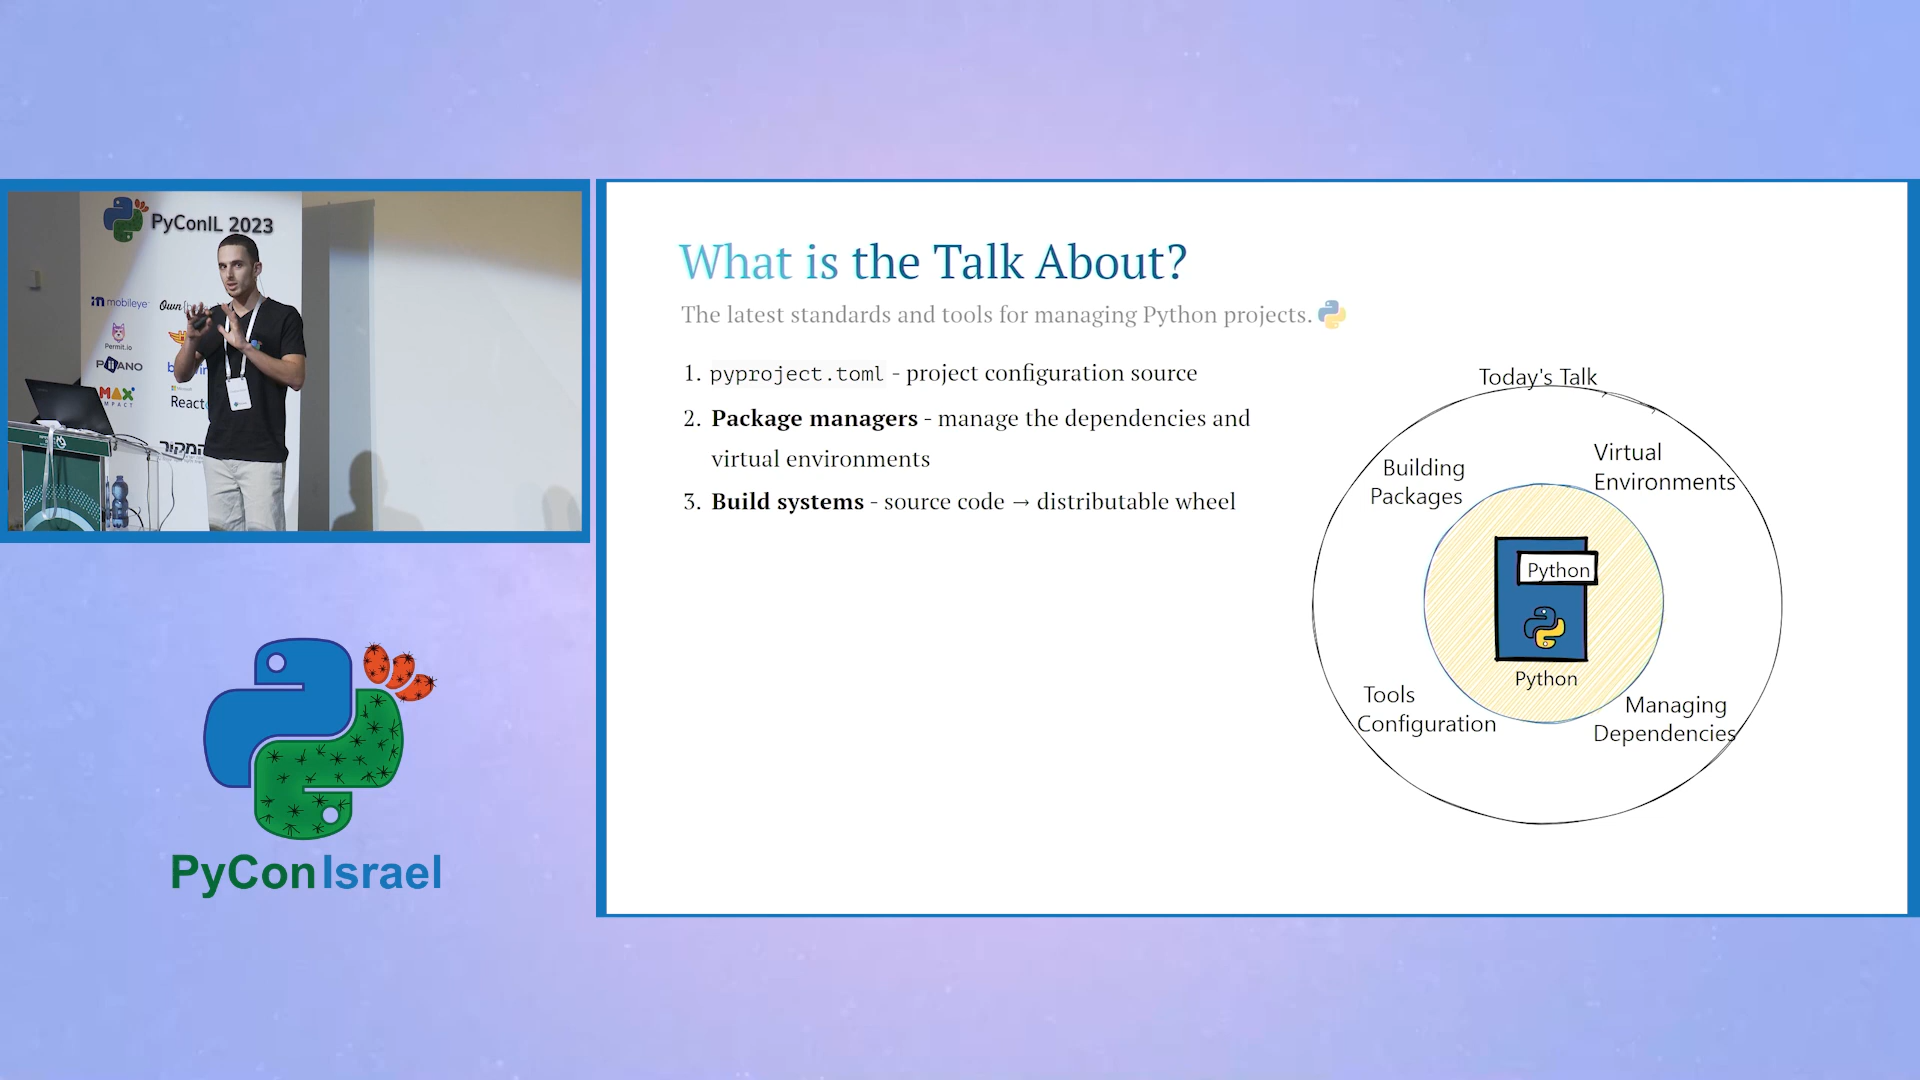 PyConIL 2023
mobileye
Own
Permit.io
PLANO
MAX
React
המקור
PyConIsrael
What is the Talk About?
The latest standards and tools for managing Python projects.
1. pyproject.toml - project configuration source
2. Package managers - manage the dependencies and
virtual environments
3. Build systems - source code → distributable wheel
Today's Talk
Building
Packages
Virtual
Environments
Python
Python
Tools
Configuration
Managing
Dependencies